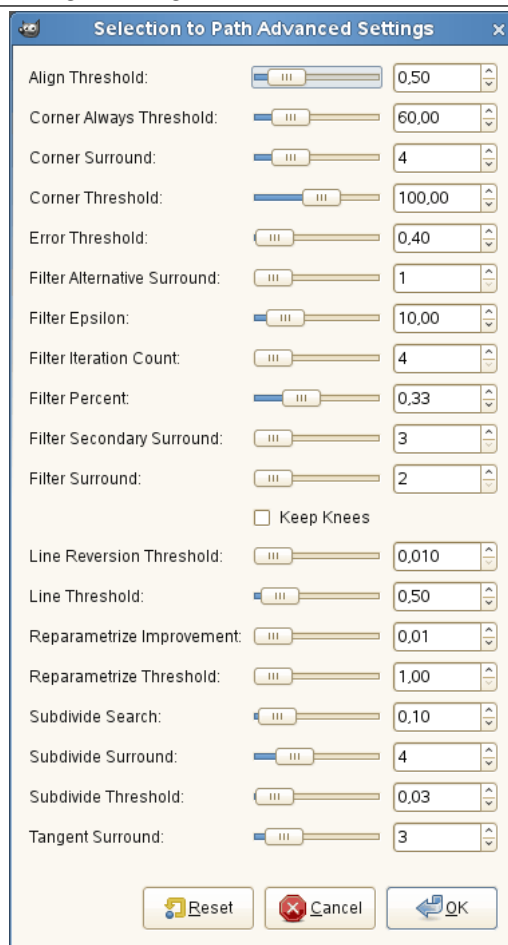 Selection to Path Advanced Settings
Align Threshold: 0,50
Corner Always Threshold: 60,00
Corner Surround: 4
Corner Threshold: 100,00
Error Threshold: 0,40
Filter Alternative Surround: 1
Filter Epsilon: 10,00
Filter Iteration Count: 4
Filter Percent: 0,33
Filter Secondary Surround: 3
Filter Surround: 2
Keep Knees
Line Reversion Threshold: 0,010
Line Threshold: 0,50
Reparametrize Improvement: 0,01
Reparametrize Threshold: 1,00
Subdivide Search: 0,10
Subdivide Surround: 4
Subdivide Threshold: 0,03
Tangent Surround: 3
Reset Cancel OK